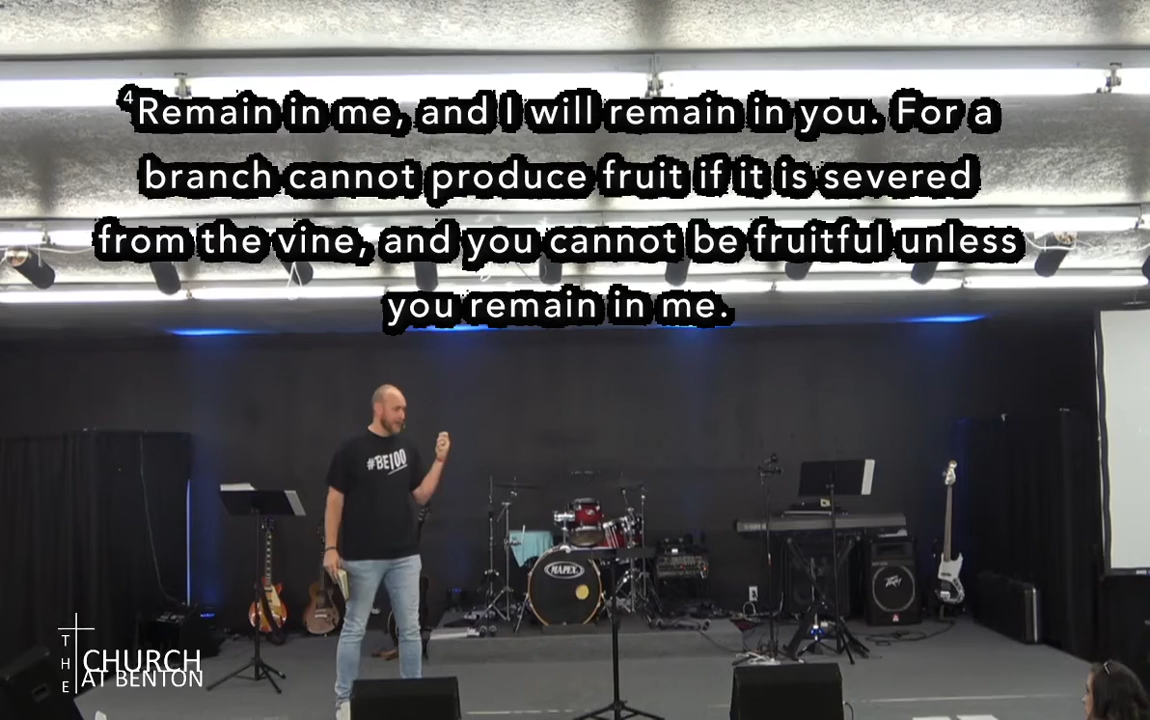 ⁴Remain in me, and I will remain in you. For a
branch cannot produce fruit if it is severed
from the vine, and you cannot be fruitful unless
you remain in me.
#BE100
MAPEX
PEAVEY
THE
CHURCH
AT BENTON